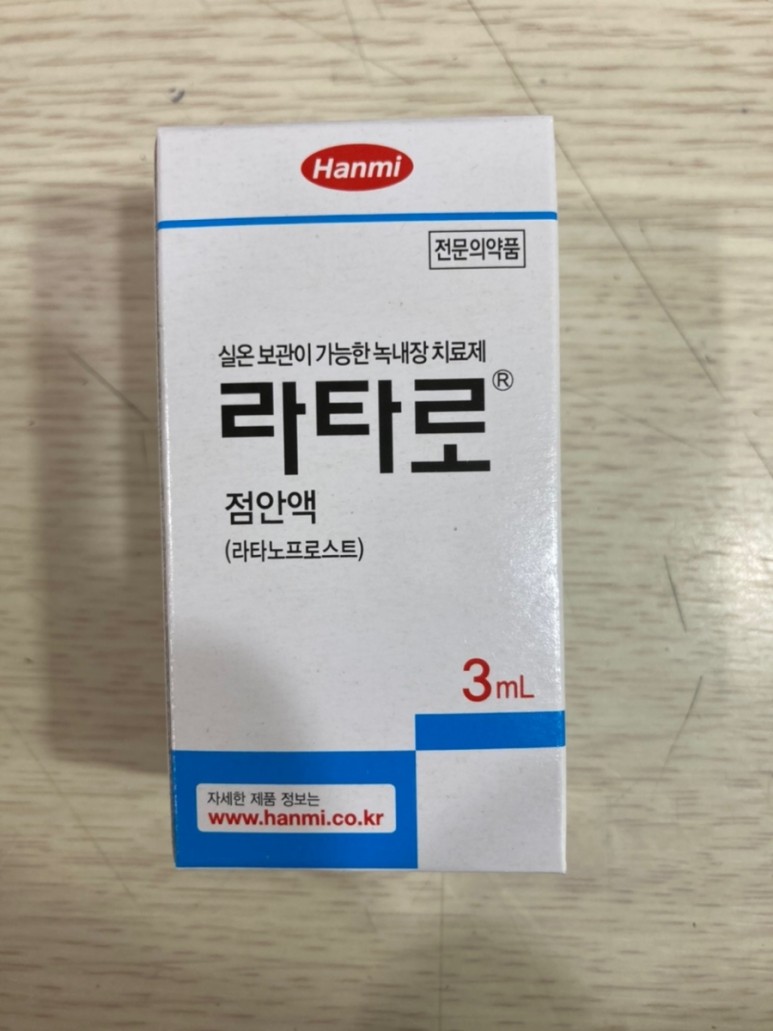 Hanmi
전문의약품
실온 보관이 가능한 녹내장 치료제
라타로®
점안액
(라타노프로스트)
3mL
자세한 제품 정보는
www.hanmi.co.kr